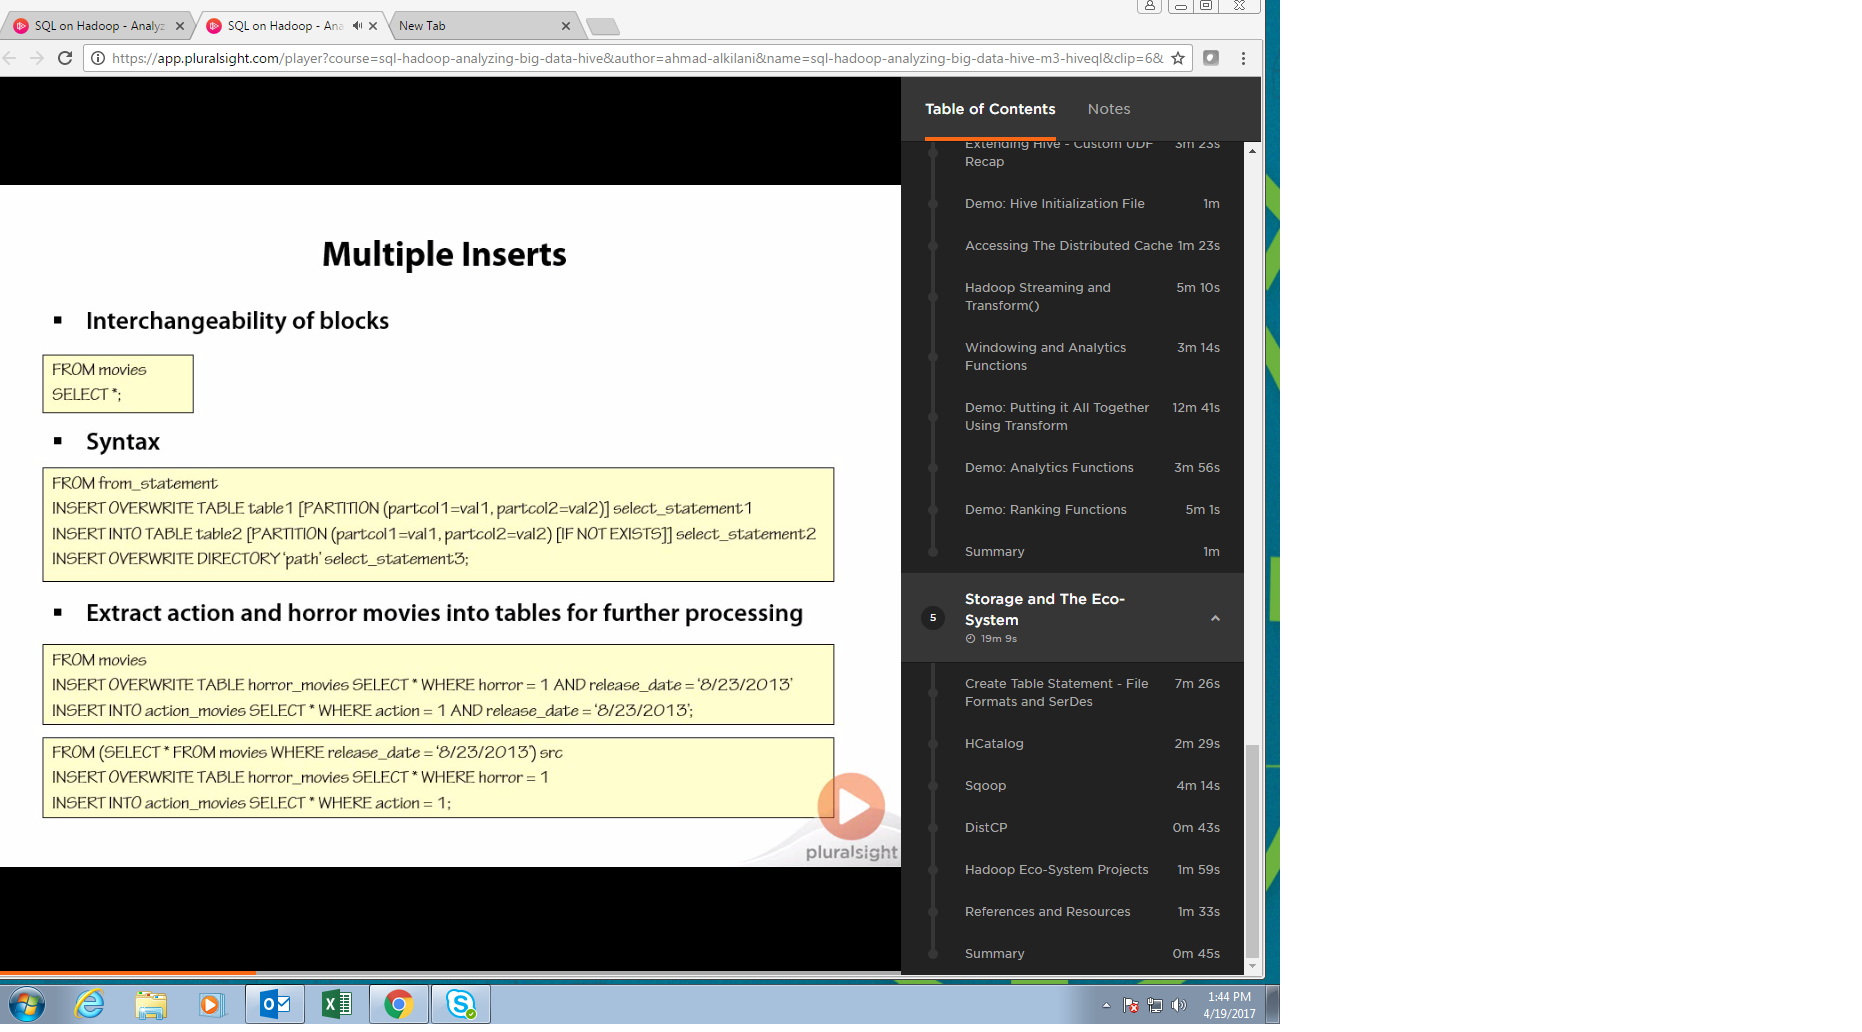 SQL on Hadoop - Analyz
SQL on Hadoop - Ana
New Tab
https://app.pluralsight.com/player?course=sql-hadoop-analyzing-big-data-hive&author=ahmad-alkilani&name=sql-hadoop-analyzing-big-data-hive-m3-hiveql&clip=6&
Multiple Inserts
Interchangeability of blocks
FROM movies
SELECT *;
Syntax
FROM from_statement
INSERT OVERWRITE TABLE table1 [PARTITION (partcol1=val1, partcol2=val2)] select_statement1
INSERT INTO TABLE table2 [PARTITION (partcol1=val1, partcol2=val2) [IF NOT EXISTS]] select_statement2
INSERT OVERWRITE DIRECTORY ‘path’ select_statement3;
Extract action and horror movies into tables for further processing
FROM movies
INSERT OVERWRITE TABLE horror_movies SELECT * WHERE horror = 1 AND release_date = ‘8/23/2013’
INSERT INTO action_movies SELECT * WHERE action = 1 AND release_date = ‘8/23/2013’;
FROM (SELECT * FROM movies WHERE release_date = ‘8/23/2013’) src
INSERT OVERWRITE TABLE horror_movies SELECT * WHERE horror = 1
INSERT INTO action_movies SELECT * WHERE action = 1;
pluralsight
Table of Contents Notes
Extending Hive - Custom UDF 3m 23s
Recap
Demo: Hive Initialization File 1m
Accessing The Distributed Cache 1m 23s
Hadoop Streaming and 5m 10s
Transform()
Windowing and Analytics 3m 14s
Functions
Demo: Putting it All Together 12m 41s
Using Transform
Demo: Analytics Functions 3m 56s
Demo: Ranking Functions 5m 1s
Summary 1m
5 Storage and The Eco-
System
19m 9s
Create Table Statement - File 7m 26s
Formats and SerDes
HCatalog 2m 29s
Sqoop 4m 14s
DistCP 0m 43s
Hadoop Eco-System Projects 1m 59s
References and Resources 1m 33s
Summary 0m 45s
1:44 PM
4/19/2017